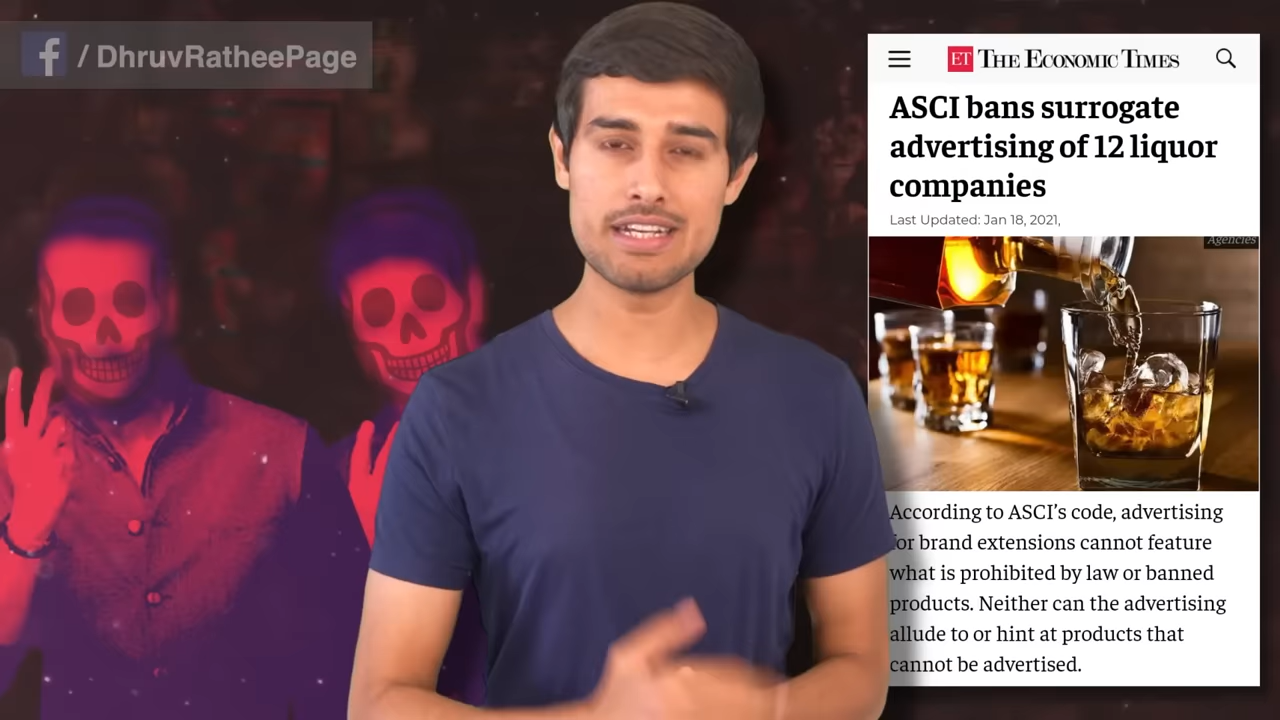 f / DhruvRatheePage
ET THE ECONOMIC TIMES
ASCI bans surrogate
advertising of 12 liquor
companies
Last Updated: Jan 18, 2021,
Agencies
According to ASCI’s code, advertising
for brand extensions cannot feature
what is prohibited by law or banned
products. Neither can the advertising
allude to or hint at products that
cannot be advertised.